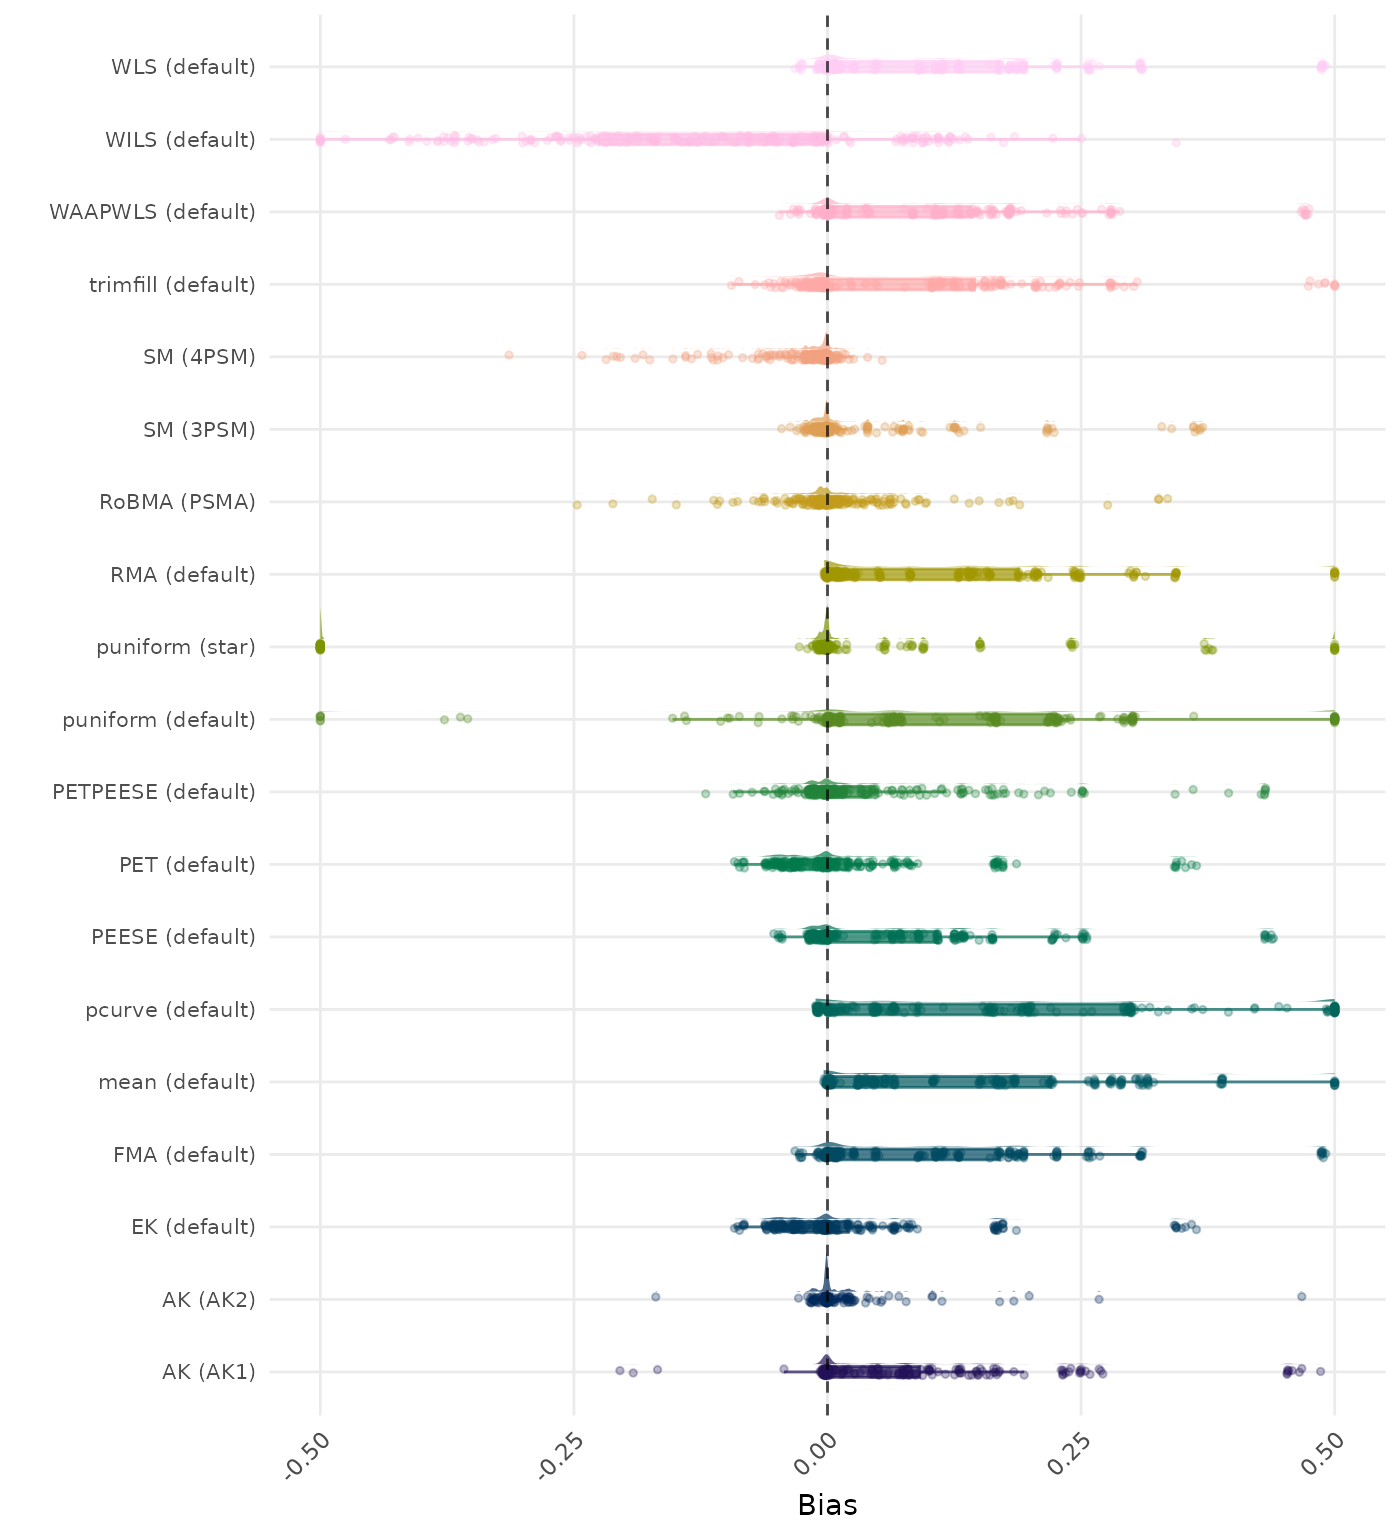 WLS (default)
WILS (default)
WAAPWLS (default)
trimfill (default)
SM (4PSM)
SM (3PSM)
RoBMA (PSMA)
RMA (default)
puniform (star)
puniform (default)
PETPEESE (default)
PET (default)
PEESE (default)
pcurve (default)
mean (default)
FMA (default)
EK (default)
AK (AK2)
AK (AK1)
-0.50 -0.25 0.00 0.25 0.50
Bias